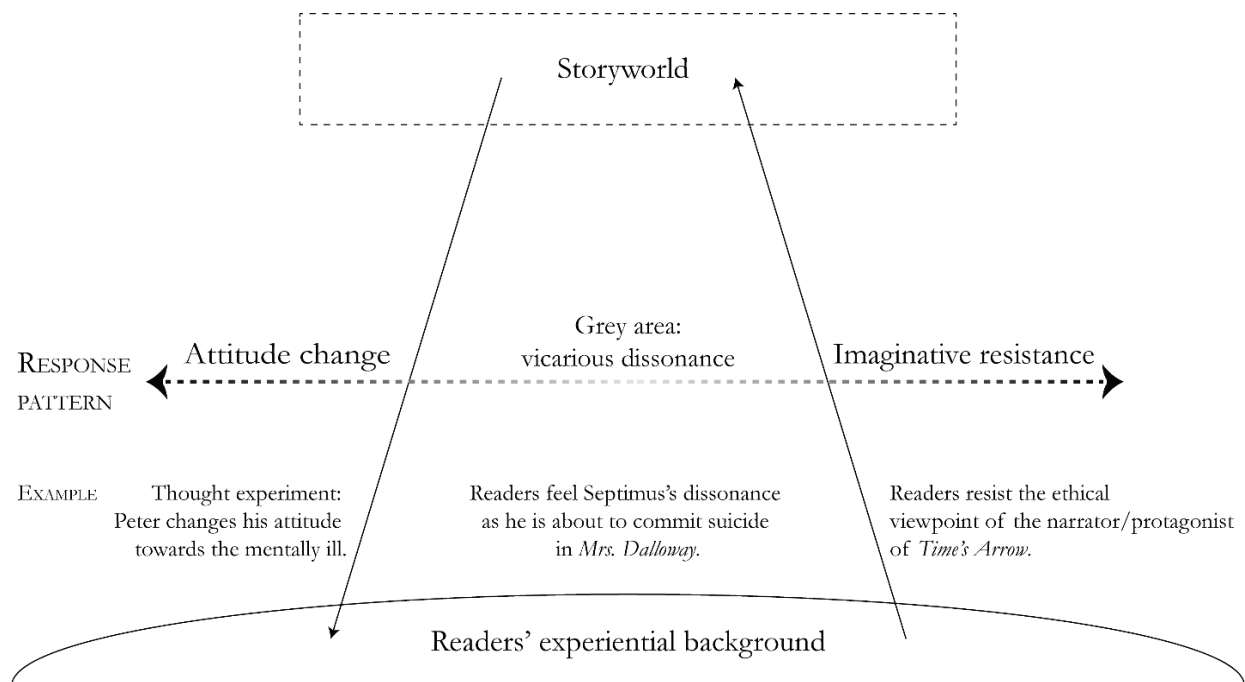 Storyworld
Grey area:
vicarious dissonance
Attitude change
Imaginative resistance
RESPONSE
PATTERN
EXAMPLE
Thought experiment:
Peter changes his attitude
towards the mentally ill.
Readers feel Septimus’s dissonance
as he is about to commit suicide
in Mrs. Dalloway.
Readers resist the ethical
viewpoint of the narrator/protagonist
of Time’s Arrow.
Readers’ experiential background